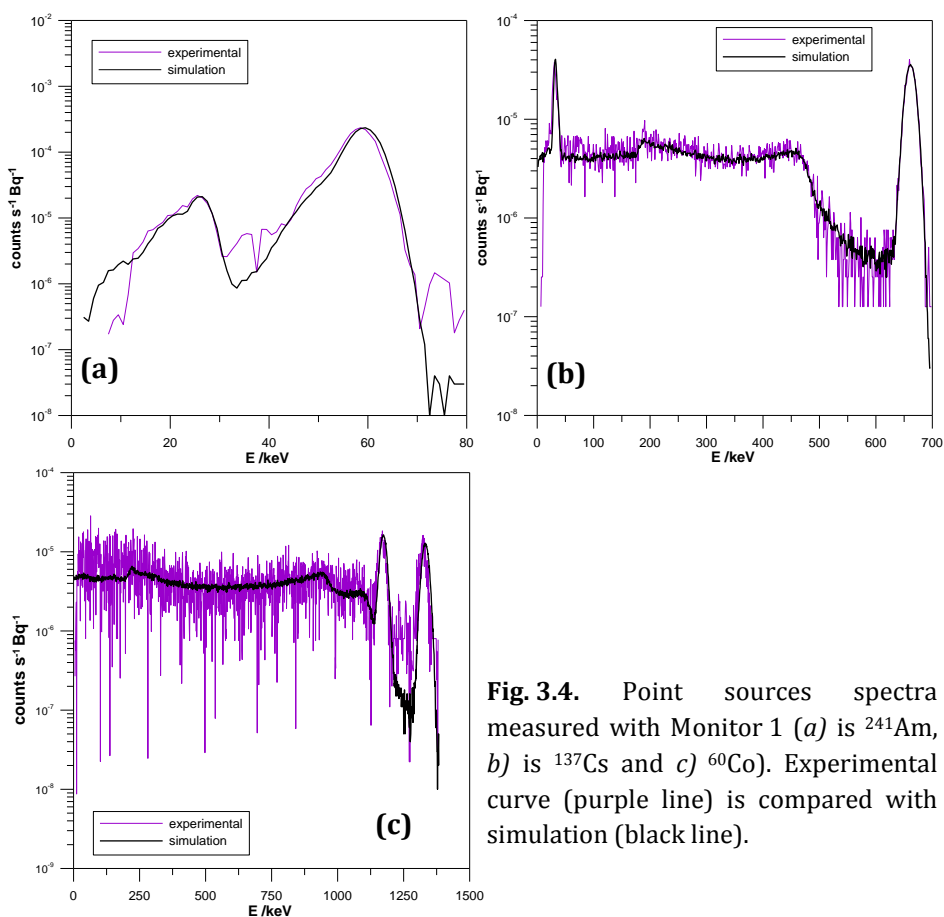 10⁻²
10⁻³
10⁻⁴
10⁻⁵
10⁻⁶
10⁻⁷
10⁻⁸
counts s⁻¹ Bq⁻¹
experimental
simulation
(a)
0 20 40 60 80
E /keV
10⁻⁴
10⁻⁵
10⁻⁶
10⁻⁷
10⁻⁸
counts s⁻¹ Bq⁻¹
experimental
simulation
(b)
0 100 200 300 400 500 600 700
E /keV
10⁻⁴
10⁻⁵
10⁻⁶
10⁻⁷
10⁻⁸
10⁻⁹
counts s⁻¹ Bq⁻¹
experimental
simulation
(c)
0 250 500 750 1000 1250 1500
E /keV
Fig. 3.4. Point sources spectra
measured with Monitor 1 (a) is ²⁴¹Am,
b) is ¹³⁷Cs and c) ⁶⁰Co). Experimental
curve (purple line) is compared with
simulation (black line).